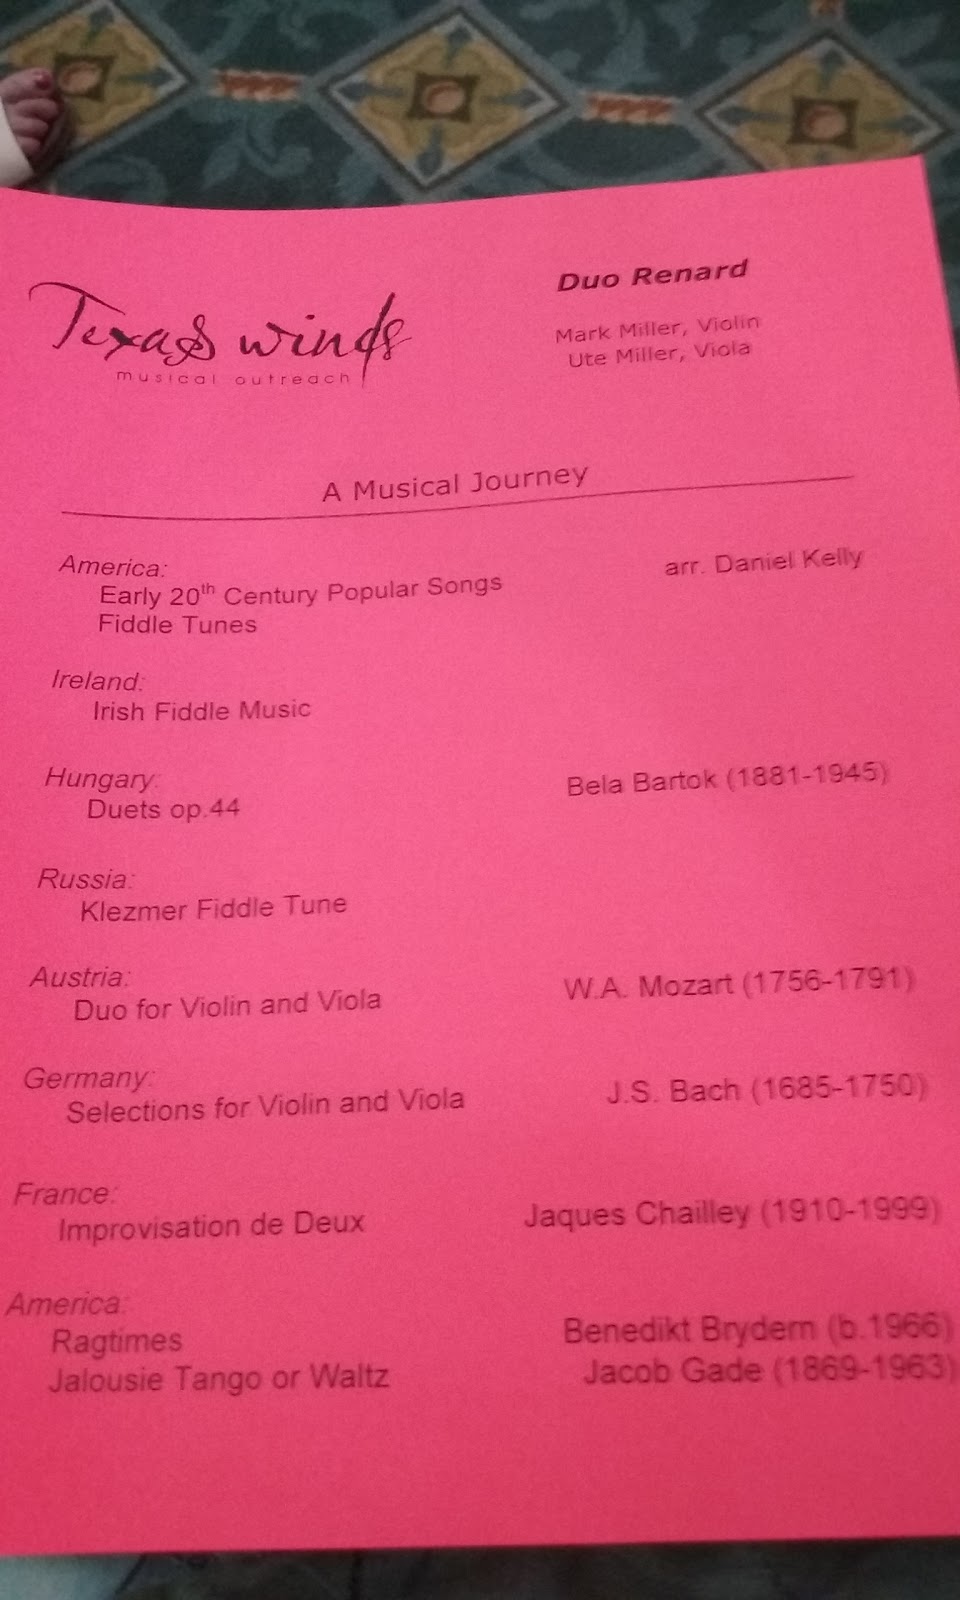 Texas winds
musical outreach
Duo Renard
Mark Miller, Violin
Ute Miller, Viola
A Musical Journey
America:
Early 20th Century Popular Songs arr. Daniel Kelly
Fiddle Tunes
Ireland:
Irish Fiddle Music
Hungary:
Duets op.44 Bela Bartok (1881-1945)
Russia:
Klezmer Fiddle Tune
Austria:
Duo for Violin and Viola W.A. Mozart (1756-1791)
Germany:
Selections for Violin and Viola J.S. Bach (1685-1750)
France:
Improvisation de Deux Jaques Chailley (1910-1999)
America:
Ragtimes Benedikt Brydern (b.1966)
Jalousie Tango or Waltz Jacob Gade (1869-1963)